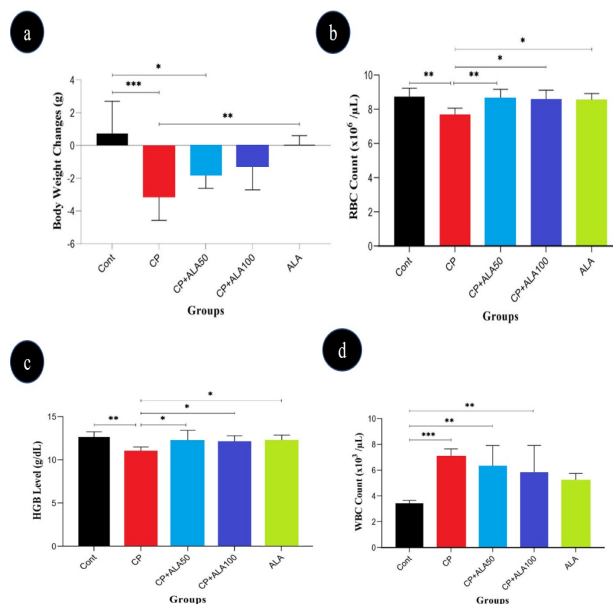 a
*
***
**
Body Weight Changes (g)
4
2
0
-2
-4
-6
Cont
CP
CP+ALA50
CP+ALA100
ALA
Groups
b
*
*
**
**
RBC Count (x10⁶ /µL)
10
8
6
4
2
0
Cont
CP
CP+ALA50
CP+ALA100
ALA
Groups
c
*
*
**
*
HGB Level (g/dL)
15
10
5
0
Cont
CP
CP+ALA50
CP+ALA100
ALA
Groups
d
**
**
***
WBC Count (x10³ /µL)
10
8
6
4
2
0
Cont
CP
CP+ALA50
CP+ALA100
ALA
Groups